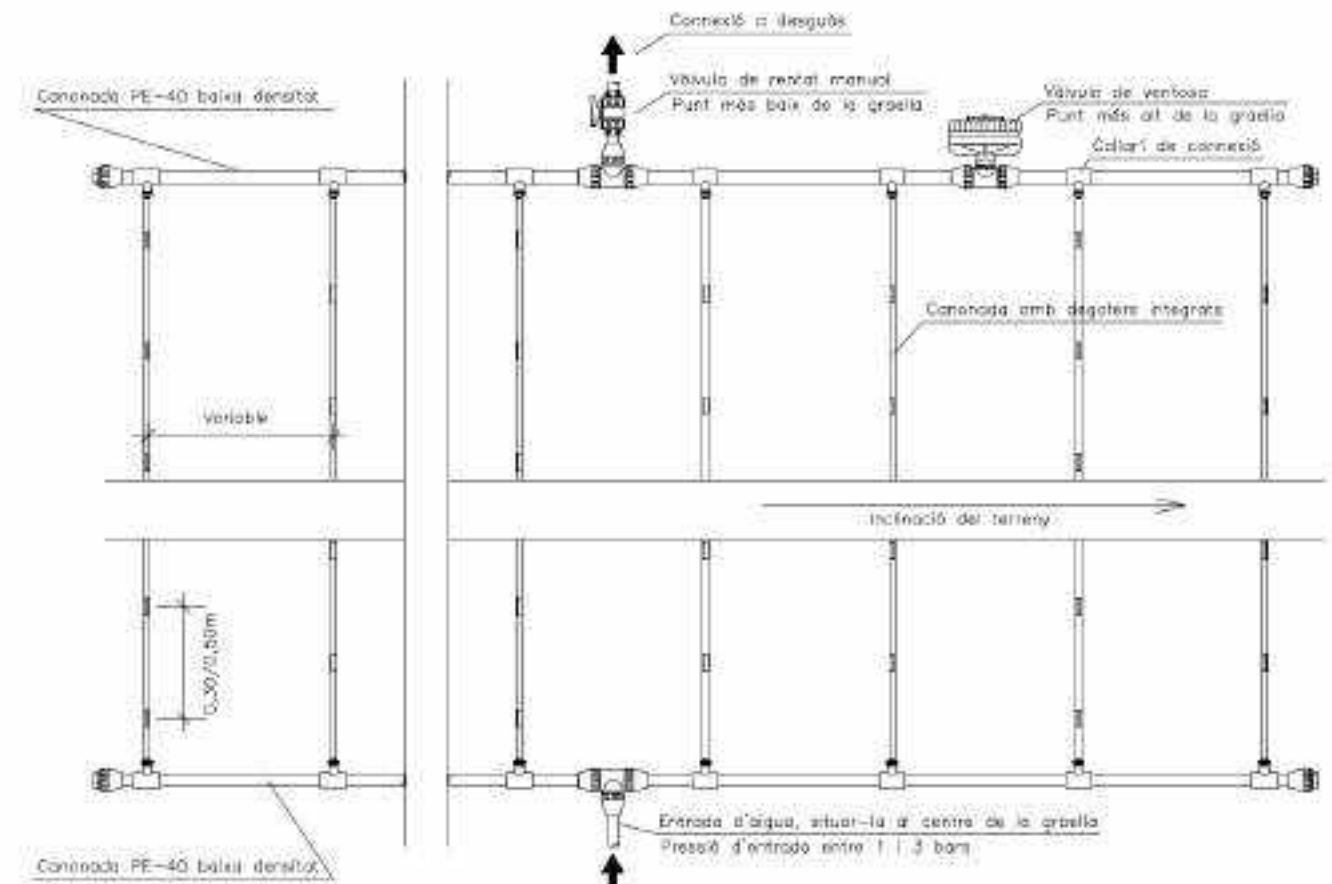 Connexió a desguàs
Canonada PE-40 baixa densitat
Vàlvula de rentat manual
Punt més baix de la graella
Vàlvula de ventosa
Punt més alt de la graella
Collarí de connexió
Canonada amb degoters integrats
Variable
Inclinació del terreny
0,30/0,50m
Entrada d'aigua, situar-la al centre de la graella
Pressió d'entrada entre 1 i 3 bars
Canonada PE-40 baixa densitat